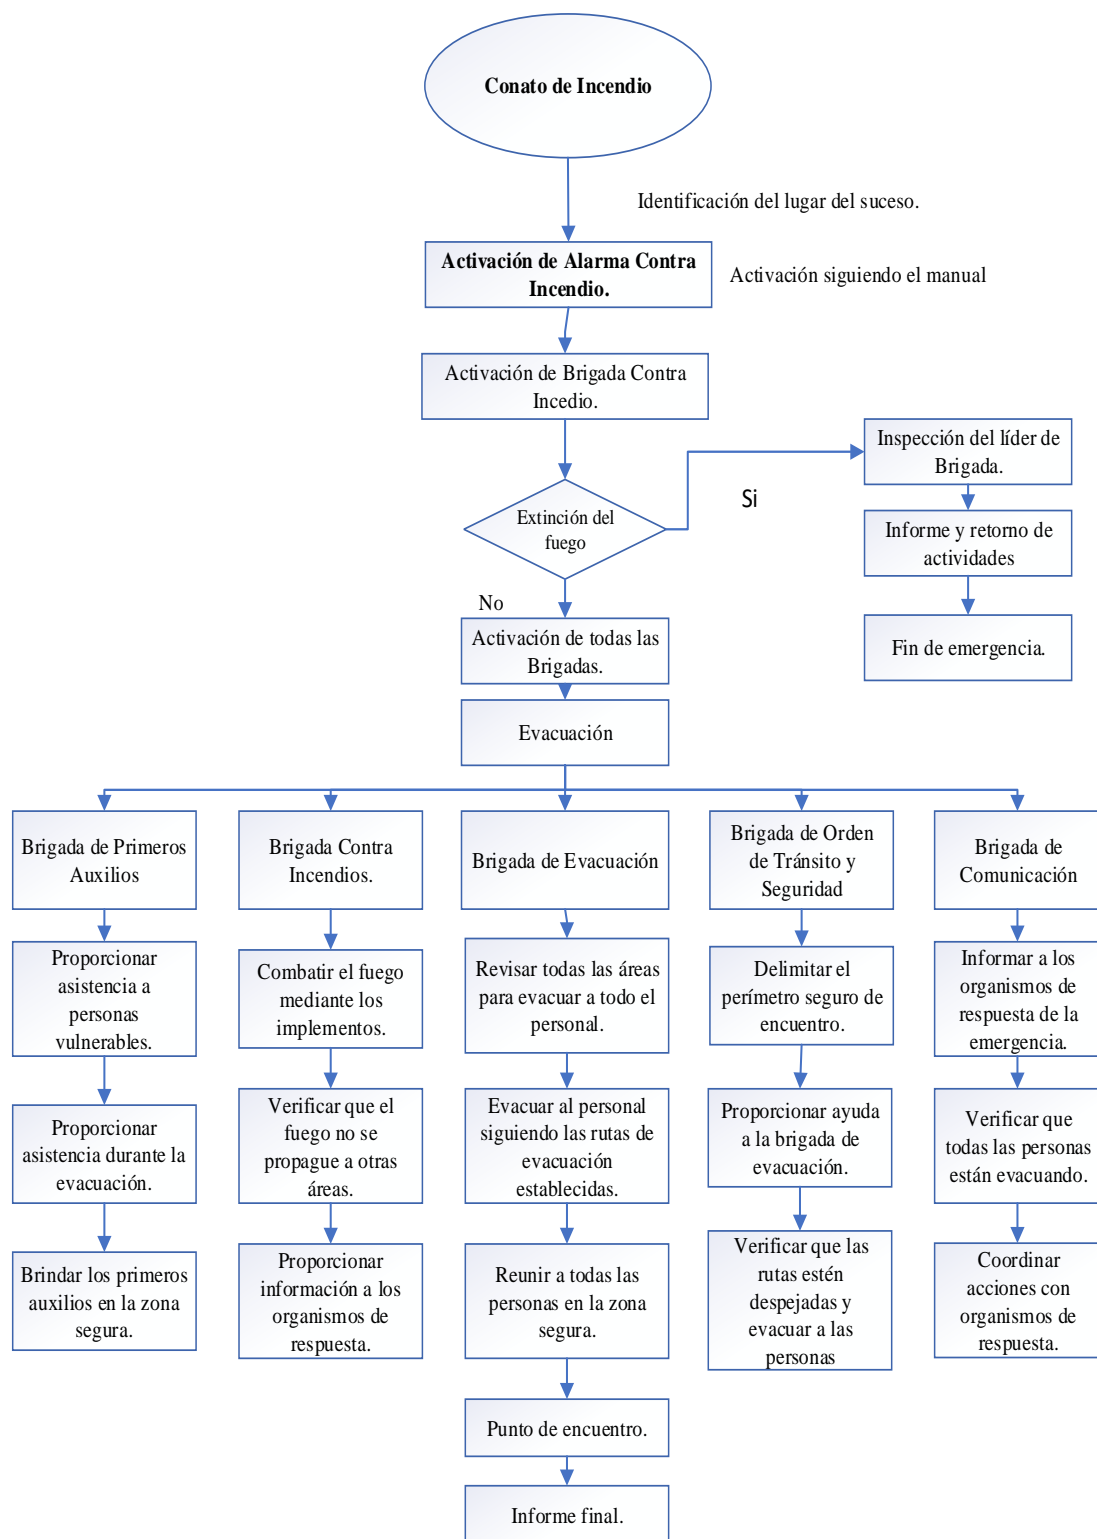 Conato de Incendio
Identificación del lugar del suceso.
Activación de Alarma Contra
Incendio.
Activación siguiendo el manual
Activación de Brigada Contra
Incedio.
Extinción del
fuego
Si
Inspección del líder de
Brigada.
Informe y retorno de
actividades
Fin de emergencia.
No
Activación de todas las
Brigadas.
Evacuación
Brigada de Primeros
Auxilios
Proporcionar
asistencia a
personas
vulnerables.
Proporcionar
asistencia durante la
evacuación.
Brindar los primeros
auxilios en la zona
segura.
Brigada Contra
Incendios.
Combatir el fuego
mediante los
implementos.
Verificar que el
fuego no se
propague a otras
áreas.
Proporcionar
información a los
organismos de
respuesta.
Brigada de Evacuación
Revisar todas las áreas
para evacuar a todo el
personal.
Evacuar al personal
siguiendo las rutas de
evacuación
establecidas.
Reunir a todas las
personas en la zona
segura.
Punto de encuentro.
Informe final.
Brigada de Orden
de Tránsito y
Seguridad
Delimitar el
perímetro seguro de
encuentro.
Proporcionar ayuda
a la brigada de
evacuación.
Verificar que las
rutas estén
despejadas y
evacuar a las
personas
Brigada de
Comunicación
Informar a los
organismos de
respuesta de la
emergencia.
Verificar que
todas las personas
están evacuando.
Coordinar
acciones con
organismos de
respuesta.